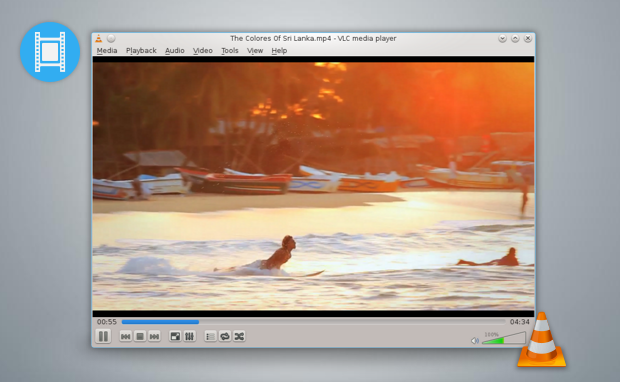 The Colores Of Sri Lanka.mp4 - VLC media player
Media Playback Audio Video Tools View Help
00:55 04:34
100%